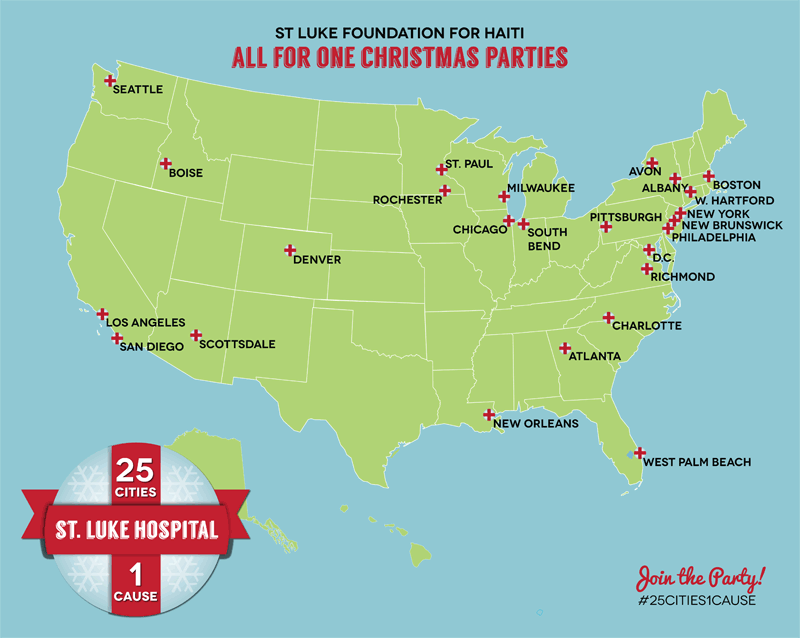 ST LUKE FOUNDATION FOR HAITI
ALL FOR ONE CHRISTMAS PARTIES
SEATTLE
BOISE
ST. PAUL
ROCHESTER
MILWAUKEE
CHICAGO
SOUTH
BEND
AVON
ALBANY
BOSTON
W. HARTFORD
PITTSBURGH
NEW YORK
NEW BRUNSWICK
PHILADELPHIA
D.C.
RICHMOND
DENVER
LOS ANGELES
SAN DIEGO
SCOTTSDALE
CHARLOTTE
ATLANTA
NEW ORLEANS
WEST PALM BEACH
25
CITIES
ST. LUKE HOSPITAL
1
CAUSE
Join the Party!
#25CITIES1CAUSE